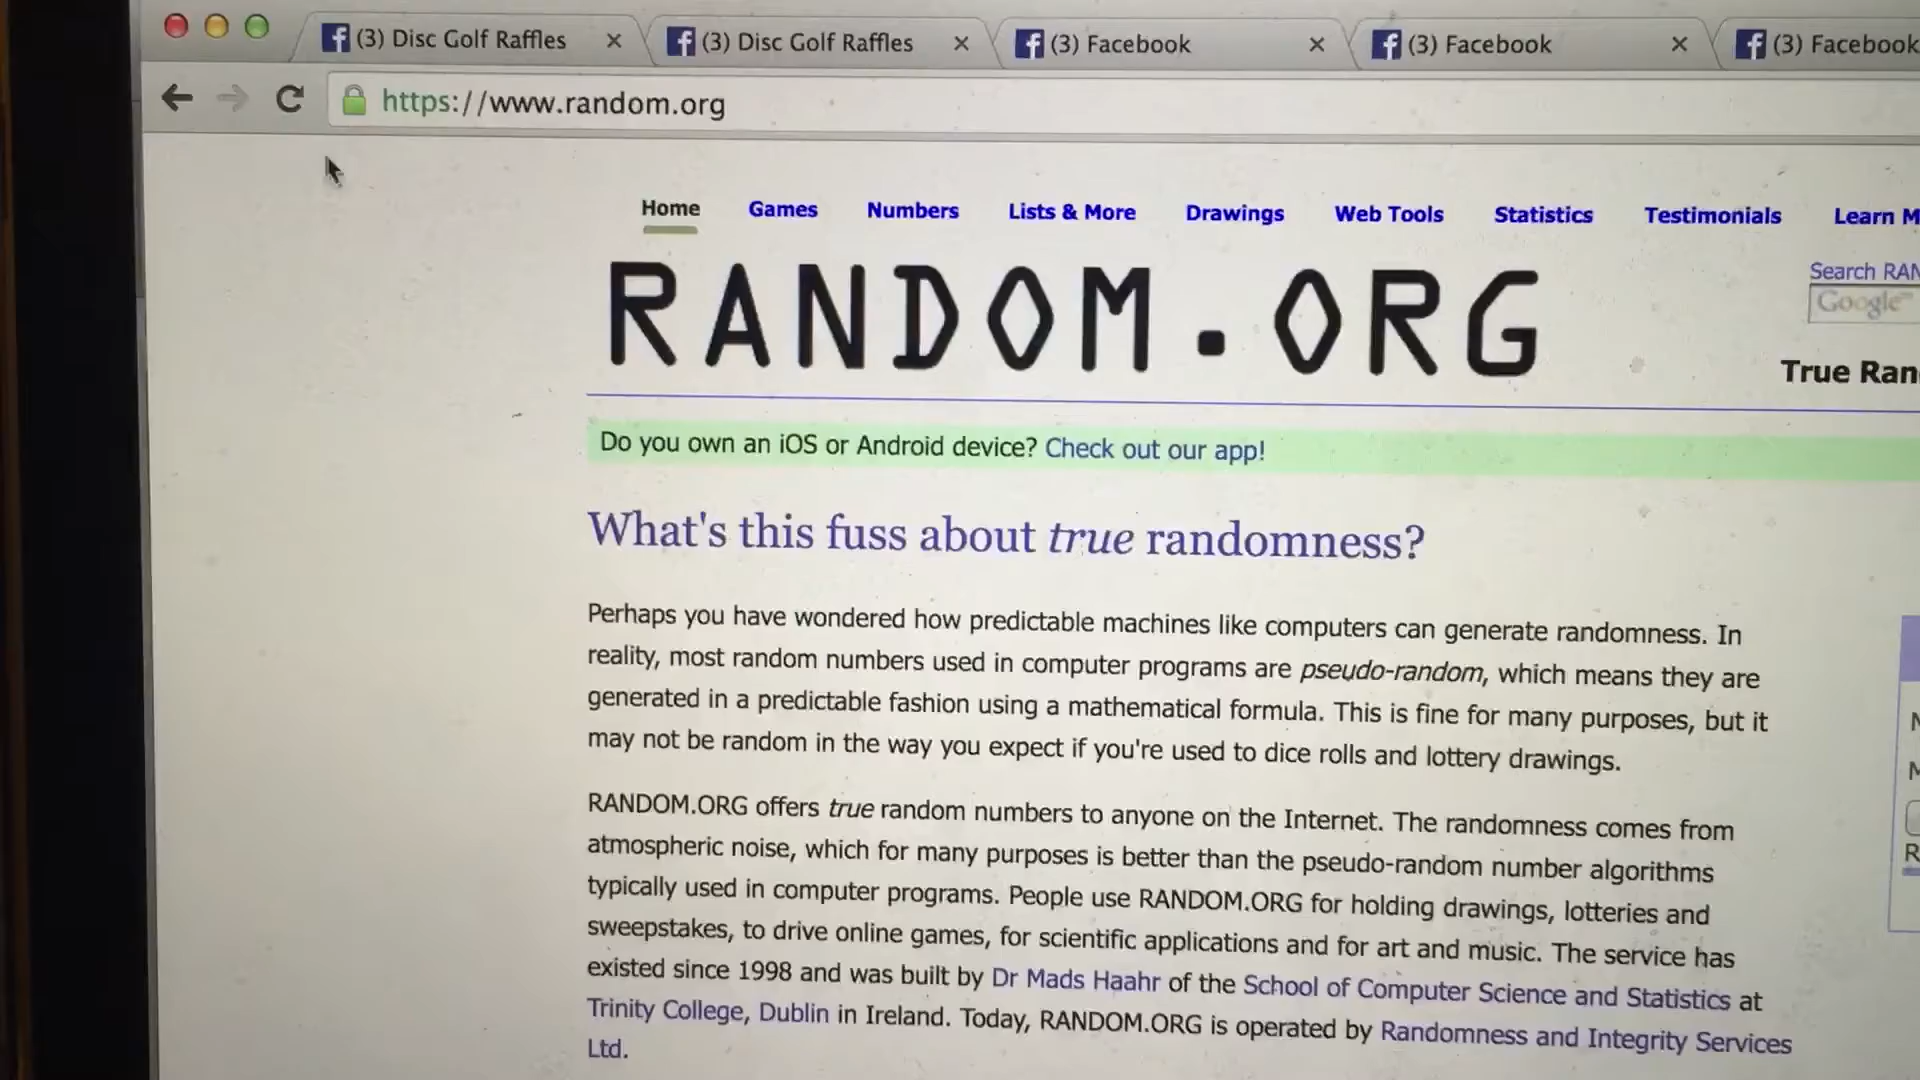 (3) Disc Golf Raffles
(3) Disc Golf Raffles
(3) Facebook
(3) Facebook
(3) Facebook
https://www.random.org
Home Games Numbers Lists & More Drawings Web Tools Statistics Testimonials Learn M
RANDOM.ORG
Search RAN
Google™
True Ran
Do you own an iOS or Android device? Check out our app!
What's this fuss about true randomness?
Perhaps you have wondered how predictable machines like computers can generate randomness. In
reality, most random numbers used in computer programs are pseudo-random, which means they are
generated in a predictable fashion using a mathematical formula. This is fine for many purposes, but it
may not be random in the way you expect if you're used to dice rolls and lottery drawings.
RANDOM.ORG offers true random numbers to anyone on the Internet. The randomness comes from
atmospheric noise, which for many purposes is better than the pseudo-random number algorithms
typically used in computer programs. People use RANDOM.ORG for holding drawings, lotteries and
sweepstakes, to drive online games, for scientific applications and for art and music. The service has
existed since 1998 and was built by Dr Mads Haahr of the School of Computer Science and Statistics at
Trinity College, Dublin in Ireland. Today, RANDOM.ORG is operated by Randomness and Integrity Services
Ltd.